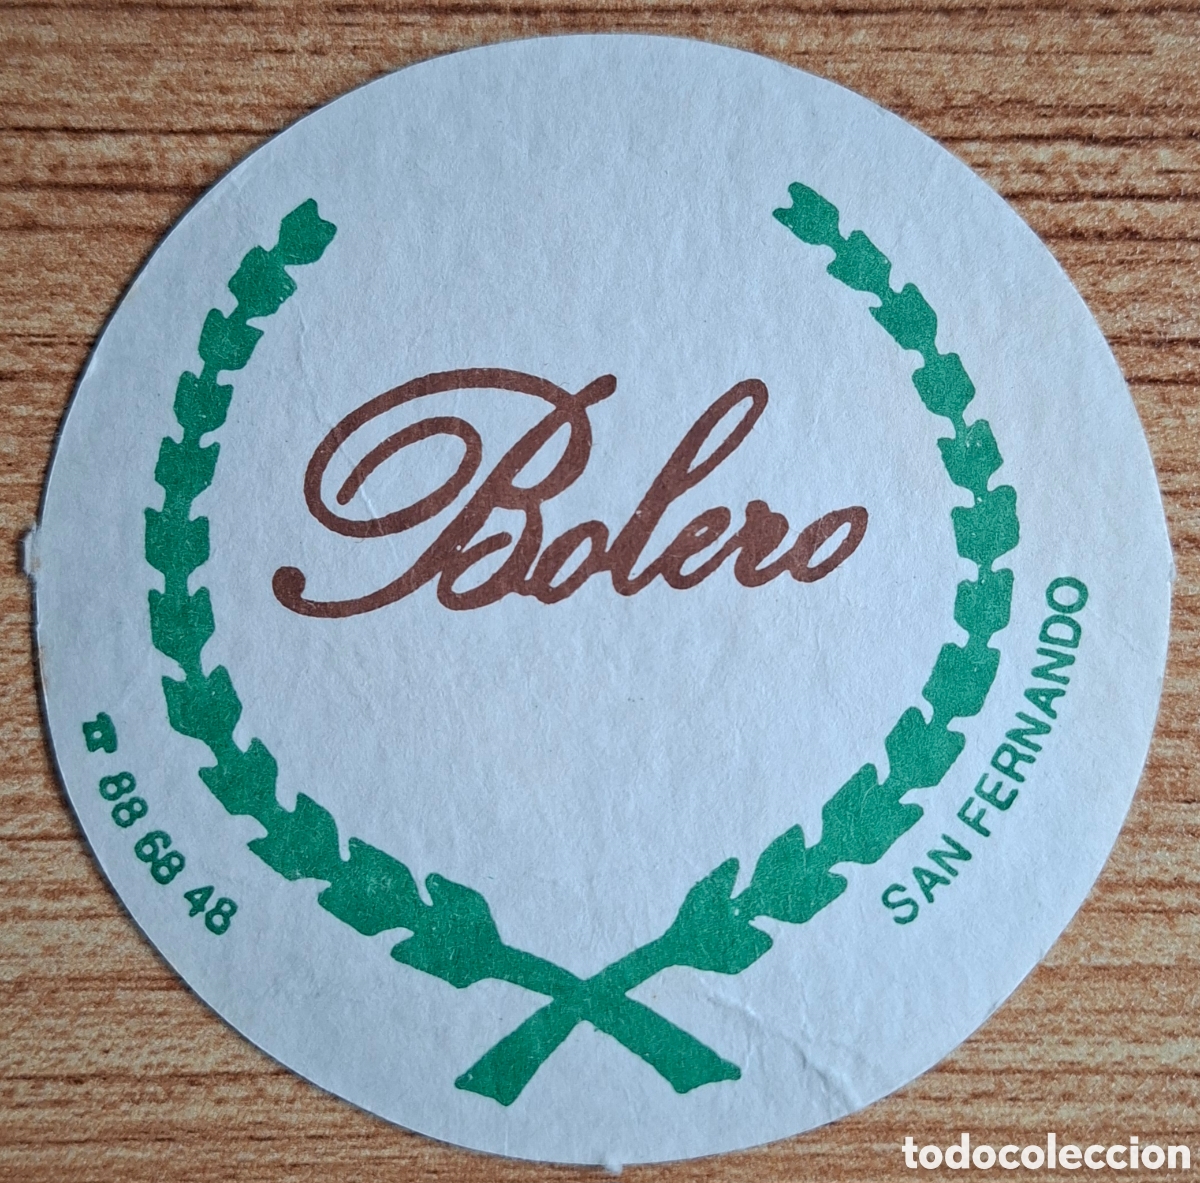 Bolero
☎ 88 68 48
SAN FERNANDO
todocoleccion